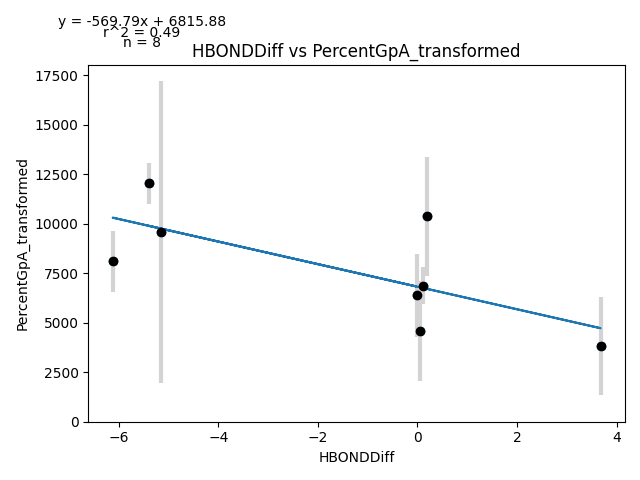 y = -569.79x + 6815.88
r^2 = 0.49
n = 8
HBONDDiff vs PercentGpA_transformed
17500
15000
12500
10000
7500
5000
2500
0
PercentGpA_transformed
−6
−4
−2
0
2
4
HBONDDiff